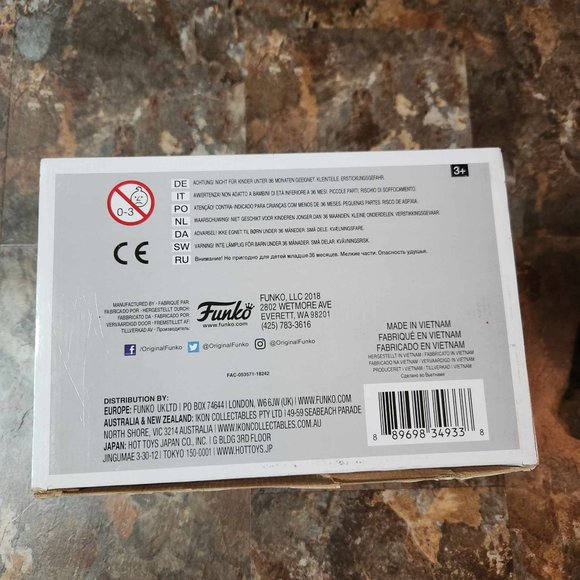 0-3
CE
3+
DE ACHTUNG! NICHT FÜR KINDER UNTER 36 MONATEN GEEIGNET. KLEINTEILE. ERSTICKUNGSGEFAHR.
IT AVVERTENZA! NON ADATTO A BAMBINI DI ETÀ INFERIORE A 36 MESI. PICCOLE PARTI. RISCHIO DI SOFFOCAMENTO.
PO ATENÇÃO! CONTRA-INDICADO PARA CRIANÇAS COM MENOS DE 36 MESES. PEQUENAS PARTES. RISCO DE ASFIXIA.
NL WAARSCHUWING: NIET GESCHIKT VOOR KINDEREN JONGER DAN 36 MAANDEN. KLEINE ONDERDELEN. VERSTIKKINGSGEVAAR.
DA ADVARSEL! IKKE EGNET TIL BØRN UNDER 36 MÅNEDER. SMÅ DELE. KVÆLNINGSFARE.
SW VARNING! INTE LÄMPLIG FÖR BARN UNDER 36 MÅNADER. SMÅ DELAR. KVÄVNINGSRISK.
RU Внимание! Не пригодно для детей младше 36 месяцев. Мелкие части. Опасность удушья.
MANUFACTURED BY • FABRIQUÉ PAR
FABRICADO POR • HERGESTELLT DURCH:
FABBRICATO DA • FABRICADO POR
VERVAARDIGD DOOR • FREMSTILLET AF
TILLVERKAD AV • Произведено:
Funko
www.funko.com
FUNKO, LLC 2018
2802 WETMORE AVE
EVERETT, WA 98201
(425) 783-3616
/OriginalFunko @OriginalFunko @OriginalFunko
MADE IN VIETNAM
FABRIQUÉ EN VIETNAM
FABRICADO EN VIETNAM
HERGESTELLT IN VIETNAM / FABBRICATO IN VIETNAM
FABRICADO NO VIETNAM / VERVAARDIGD IN VIETNAM
PRODUCERET I VIETNAM / TILLVERKAD I VIETNAM
Сделано во Вьетнаме
FAC-053571-18242
DISTRIBUTION BY:
EUROPE: FUNKO UK LTD | PO BOX 74644 | LONDON, W6 6JW (UK) | WWW.FUNKO.COM
AUSTRALIA & NEW ZEALAND: IKON COLLECTABLES PTY LTD | 49-59 SEABEACH PARADE
NORTH SHORE, VIC 3214 AUSTRALIA | WWW.IKONCOLLECTABLES.COM.AU
JAPAN: HOT TOYS JAPAN CO., INC. | G BLDG 3RD FLOOR
JINGUMAE 3-30-12 | TOKYO 150-0001 | WWW.HOTTOYS.JP
8 89698 34933 8